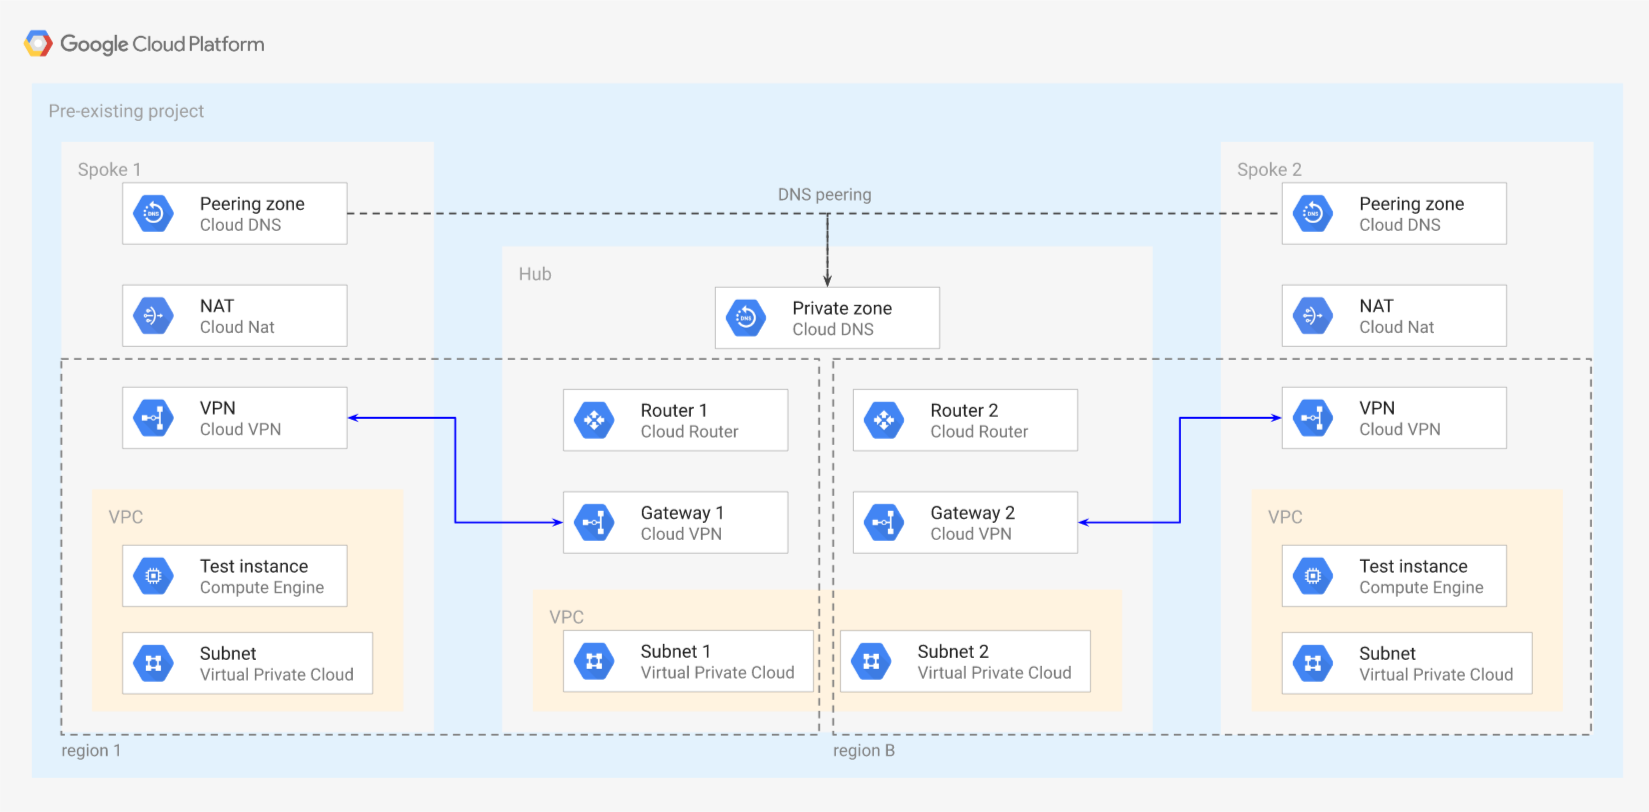 Google Cloud Platform
Pre-existing project
Spoke 1
Peering zone
Cloud DNS
NAT
Cloud Nat
VPN
Cloud VPN
VPC
Test instance
Compute Engine
Subnet
Virtual Private Cloud
region 1
DNS peering
Hub
DNS
Private zone
Cloud DNS
Router 1
Cloud Router
Gateway 1
Cloud VPN
Router 2
Cloud Router
Gateway 2
Cloud VPN
VPC
Subnet 1
Virtual Private Cloud
Subnet 2
Virtual Private Cloud
region B
Spoke 2
DNS
Peering zone
Cloud DNS
NAT
Cloud Nat
VPN
Cloud VPN
VPC
Test instance
Compute Engine
Subnet
Virtual Private Cloud